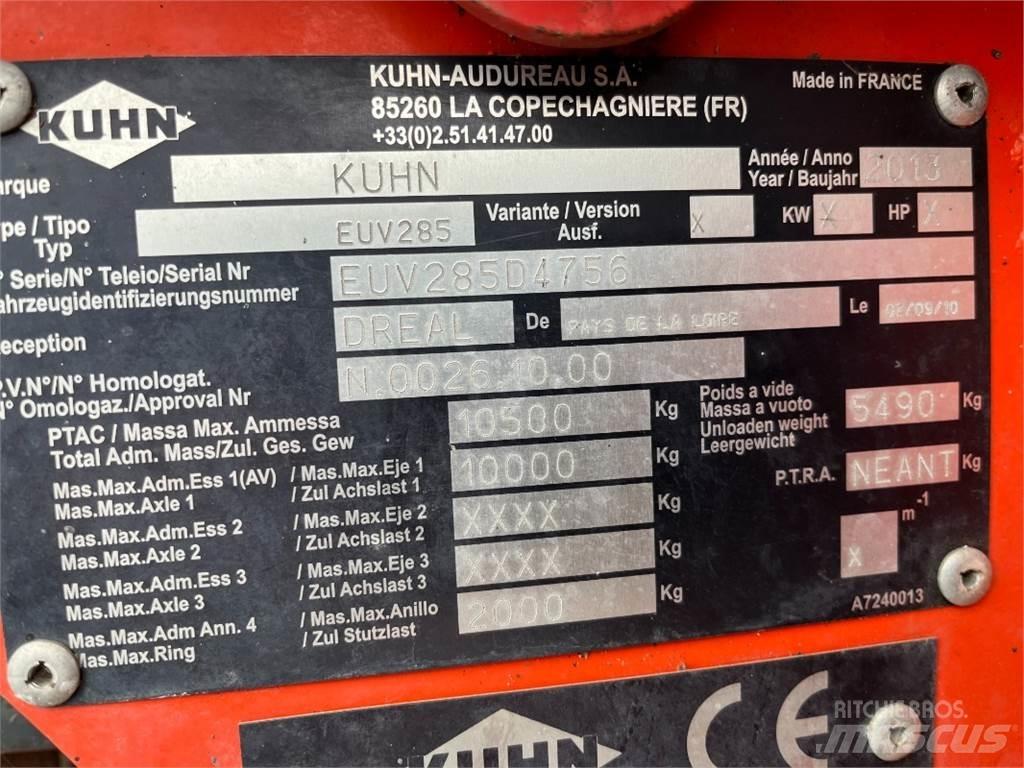 KUHN
KUHN-AUDUREAU S.A.
85260 LA COPECHAGNIERE (FR)
+33(0)2.51.41.47.00
Made in FRANCE
arque KUHN
Année / Anno
Year / Baujahr 2013
pe / Tipo
Typ EUV285
Variante / Version
Ausf. X KW X HP X
° Serie/N° Teleio/Serial Nr
ahrzeugidentifizierungsnummer EUV285D4756
eception DREAL De PAYS DE LA LOIRE Le /09/10
P.V.N°/N° Homologat.
N° Omologaz./Approval Nr N.0026.10.00
PTAC / Massa Max. Ammessa
Total Adm. Mass/Zul. Ges. Gew 10500 Kg
Poids a vide
Massa a vuoto
Unloaden weight
Leergewicht 5490 Kg
Mas.Max.Adm.Ess 1(AV) / Mas.Max.Eje 1
Mas.Max.Axle 1 / Zul Achslast 1 10000 Kg
P.T.R.A. NEANT Kg
Mas.Max.Adm.Ess 2 / Mas.Max.Eje 2
Mas.Max.Axle 2 / Zul Achslast 2 XXXX Kg
X m-1
Mas.Max.Adm.Ess 3 / Mas.Max.Eje 3
Mas.Max.Axle 3 / Zul Achslast 3 XXXX Kg
Mas.Max.Adm Ann. 4 / Mas.Max.Anillo
Mas.Max.Ring / Zul Stutzlast 2000 Kg
A7240013
KUHN
CE
RITCHIE BROS.
MASCUS